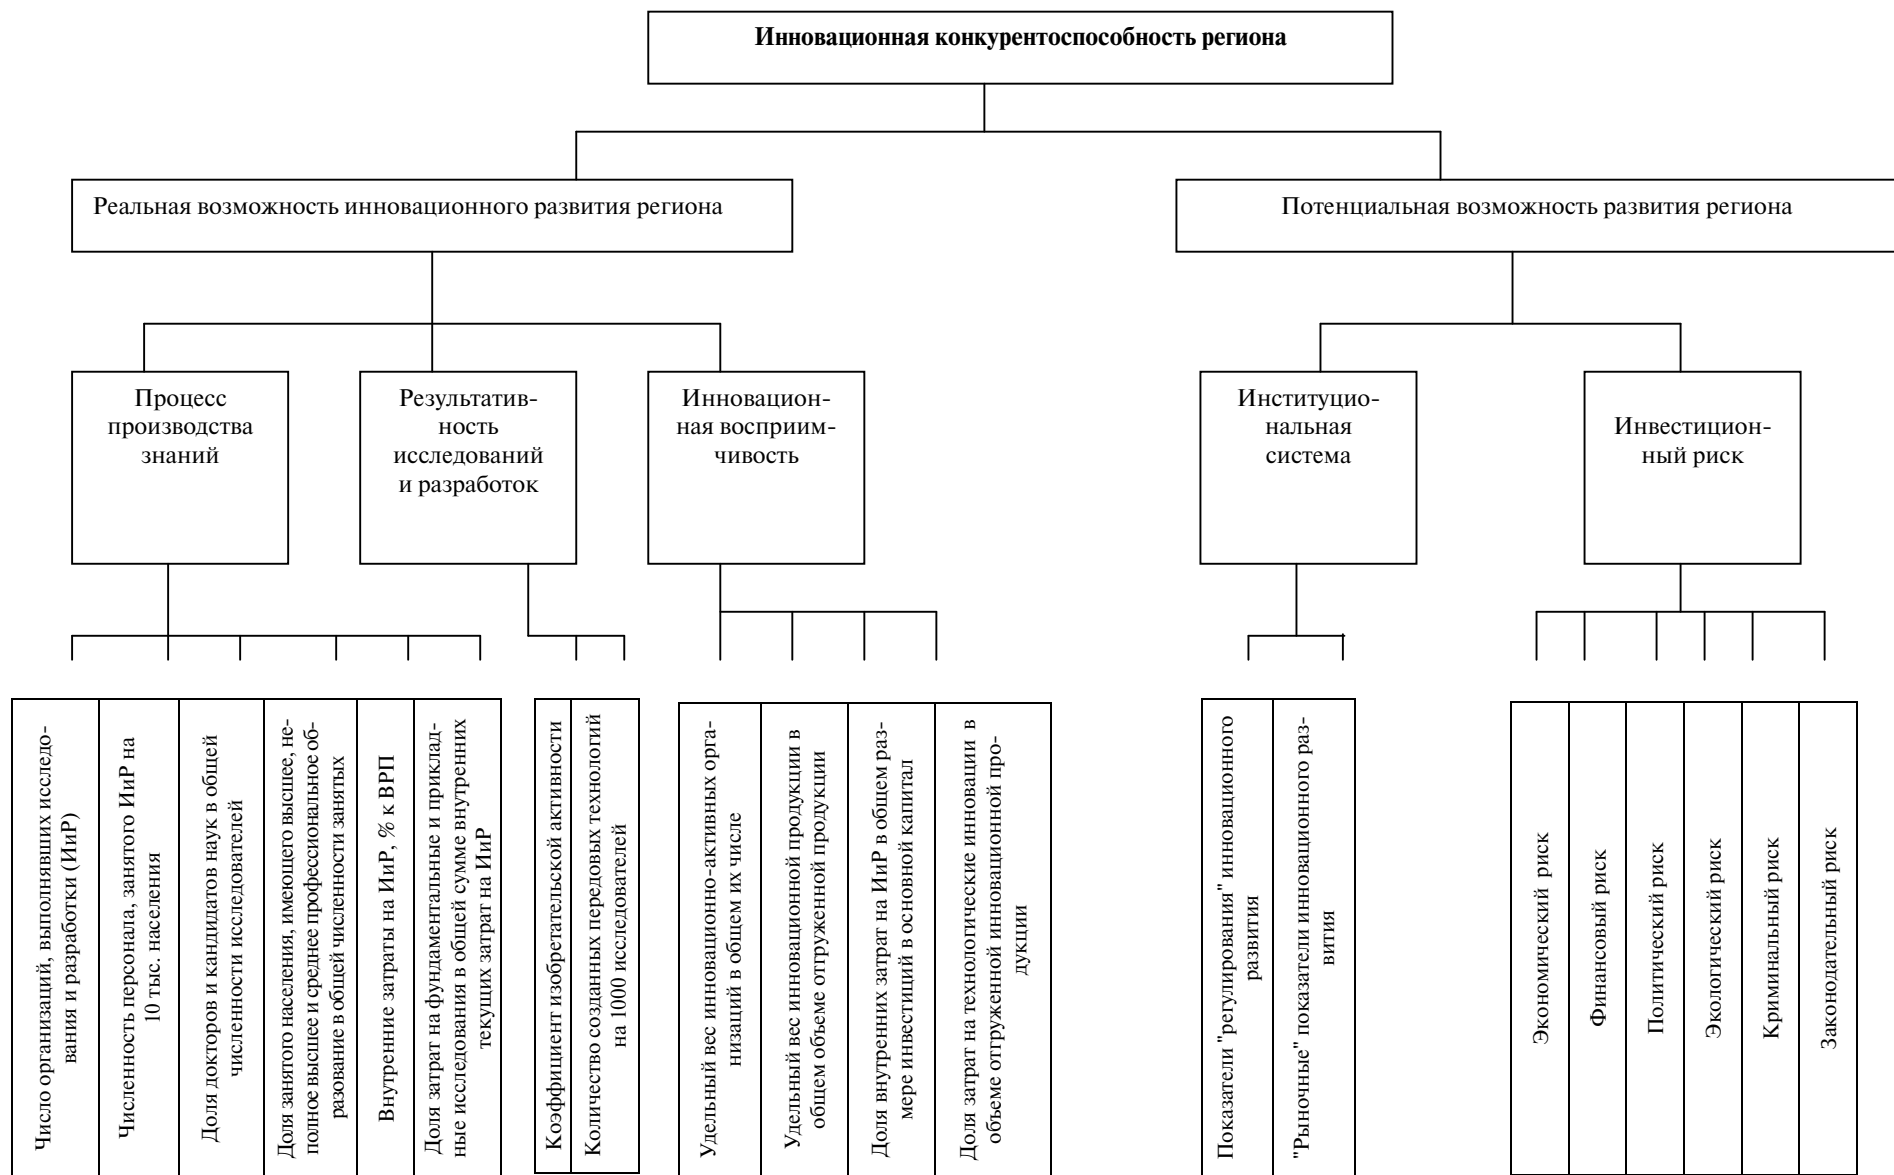 Инновационная конкурентоспособность региона
Реальная возможность инновационного развития региона
Потенциальная возможность развития региона
Процесс
производства
знаний
Результатив-
ность
исследований
и разработок
Инновацион-
ная восприим-
чивость
Институцио-
нальная
система
Инвестицион-
ный риск
Число организаций, выполнявших исследо-
вания и разработки (ИиР)
Численность персонала, занятого ИиР на
10 тыс. населения
Доля докторов и кандидатов наук в общей
численности исследователей
Доля занятого населения, имеющего высшее, не-
полное высшее и среднее профессиональное об-
разование в общей численности занятых
Внутренние затраты на ИиР, % к ВРП
Доля затрат на фундаментальные и приклад-
ные исследования в общей сумме внутренних
текущих затрат на ИиР
Коэффициент изобретательской активности
Количество созданных передовых технологий
на 1000 исследователей
Удельный вес инновационно-активных орга-
низаций в общем их числе
Удельный вес инновационной продукции в
общем объеме отгруженной продукции
Доля внутренних затрат на ИиР в общем раз-
мере инвестиций в основной капитал
Доля затрат на технологические инновации в
объеме отгруженной инновационной про-
дукции
Показатели "регулирования" инновационного
развития
"Рыночные" показатели инновационного раз-
вития
Экономический риск
Финансовый риск
Политический риск
Экологический риск
Криминальный риск
Законодательный риск